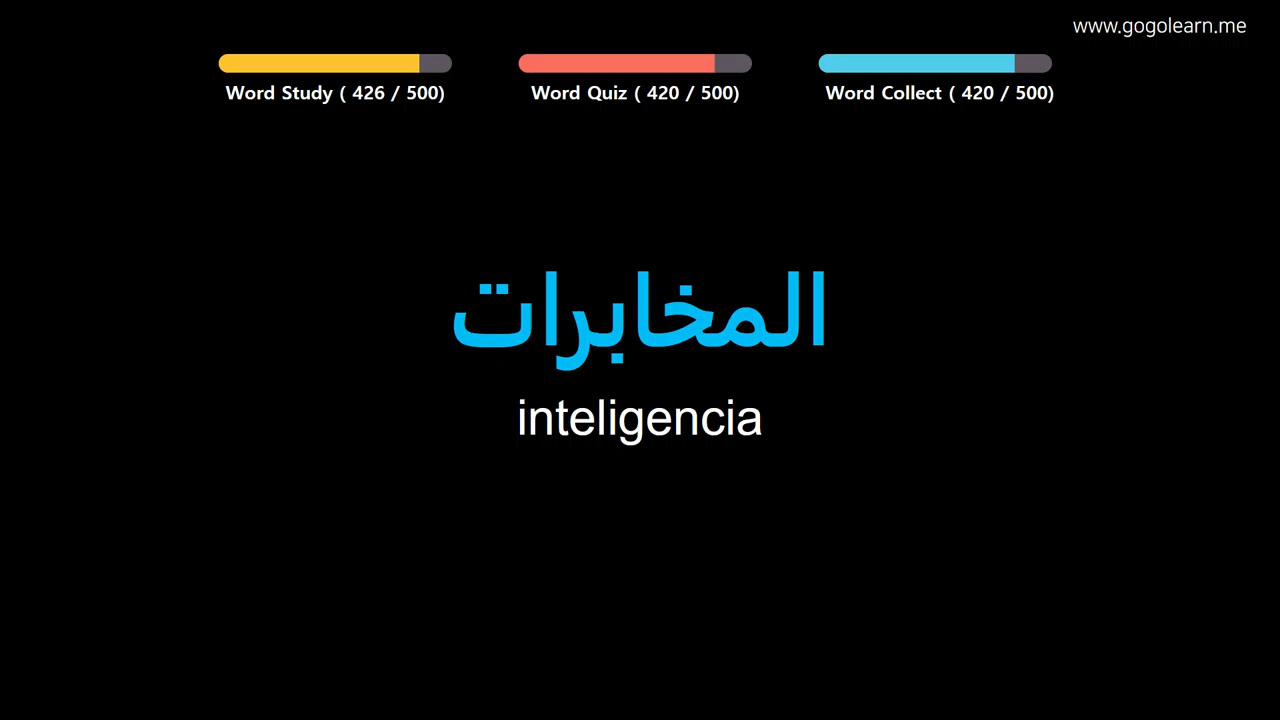 www.gogolearn.me
Word Study ( 426 / 500)
Word Quiz ( 420 / 500)
Word Collect ( 420 / 500)
المخابرات
inteligencia